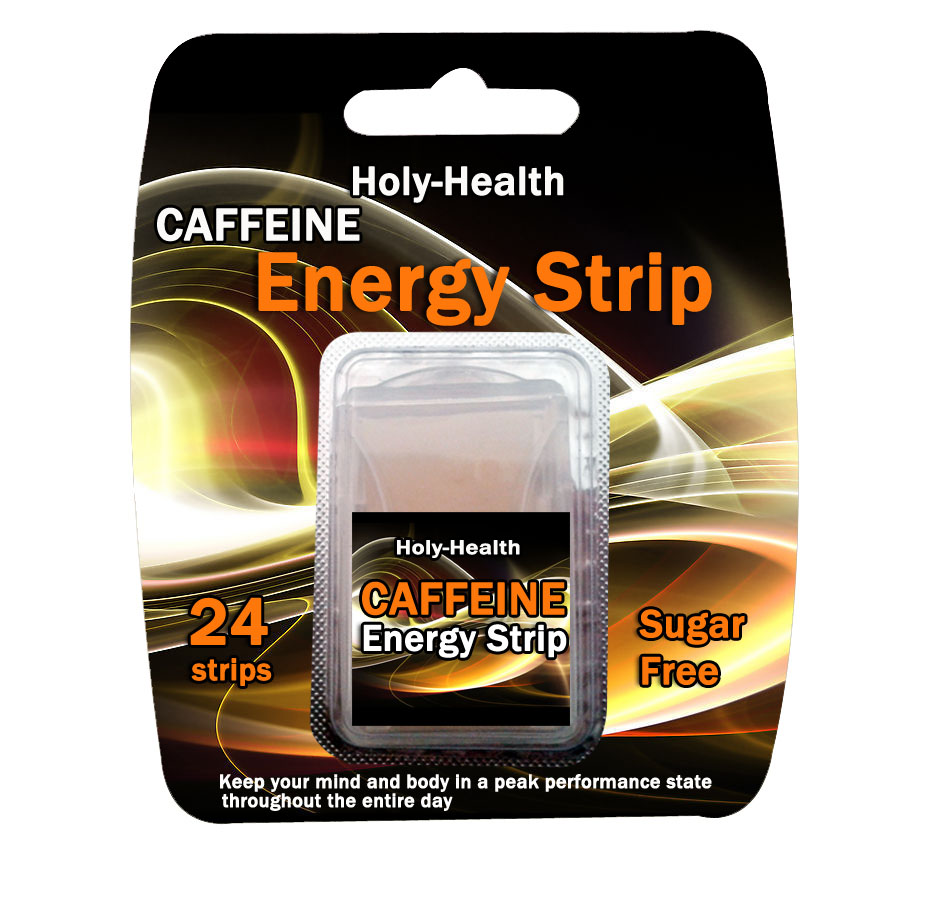 Holy-Health
CAFFEINE
Energy Strip
Holy-Health
CAFFEINE
Energy Strip
24
strips
Sugar
Free
Keep your mind and body in a peak performance state
throughout the entire day